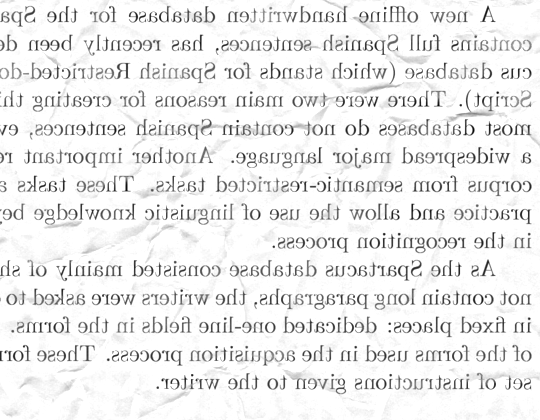 A new offline handwritten database for the Spa
contains full Spanish sentences, has recently been de
cus database (which stands for Spanish Restricted-do
Script). There were two main reasons for creating thi
most databases do not contain Spanish sentences, ev
a widespread major language. Another important re
corpus from semantic-restricted tasks. These tasks a
practice and allow the use of linguistic knowledge bey
in the recognition process.
As the Spartacus database consisted mainly of sh
not contain long paragraphs, the writers were asked to
in fixed places: dedicated one-line fields in the forms.
of the forms used in the acquisition process. These for
set of instructions given to the writer.